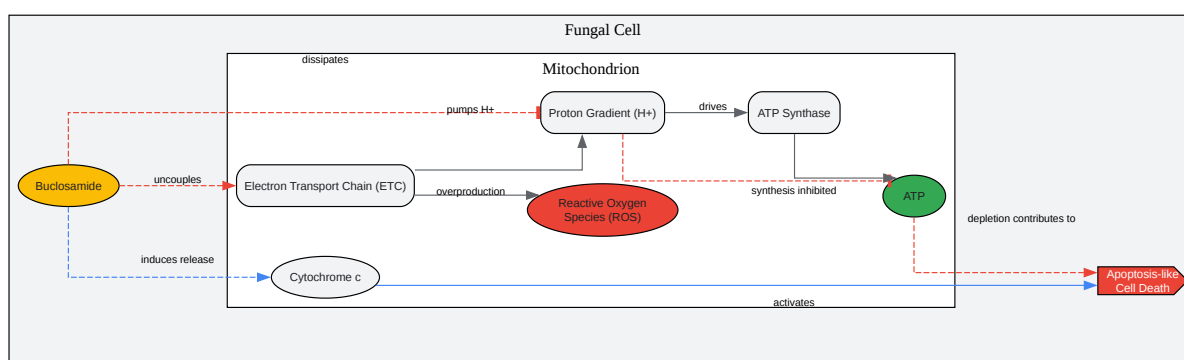 Fungal Cell
dissipates
Mitochondrion
pumps H+
Proton Gradient (H+)
drives
ATP Synthase
Buclosamide
uncouples
Electron Transport Chain (ETC)
overproduction
Reactive Oxygen
Species (ROS)
synthesis inhibited
ATP
depletion contributes to
induces release
Cytochrome c
activates
Apoptosis-like
Cell Death